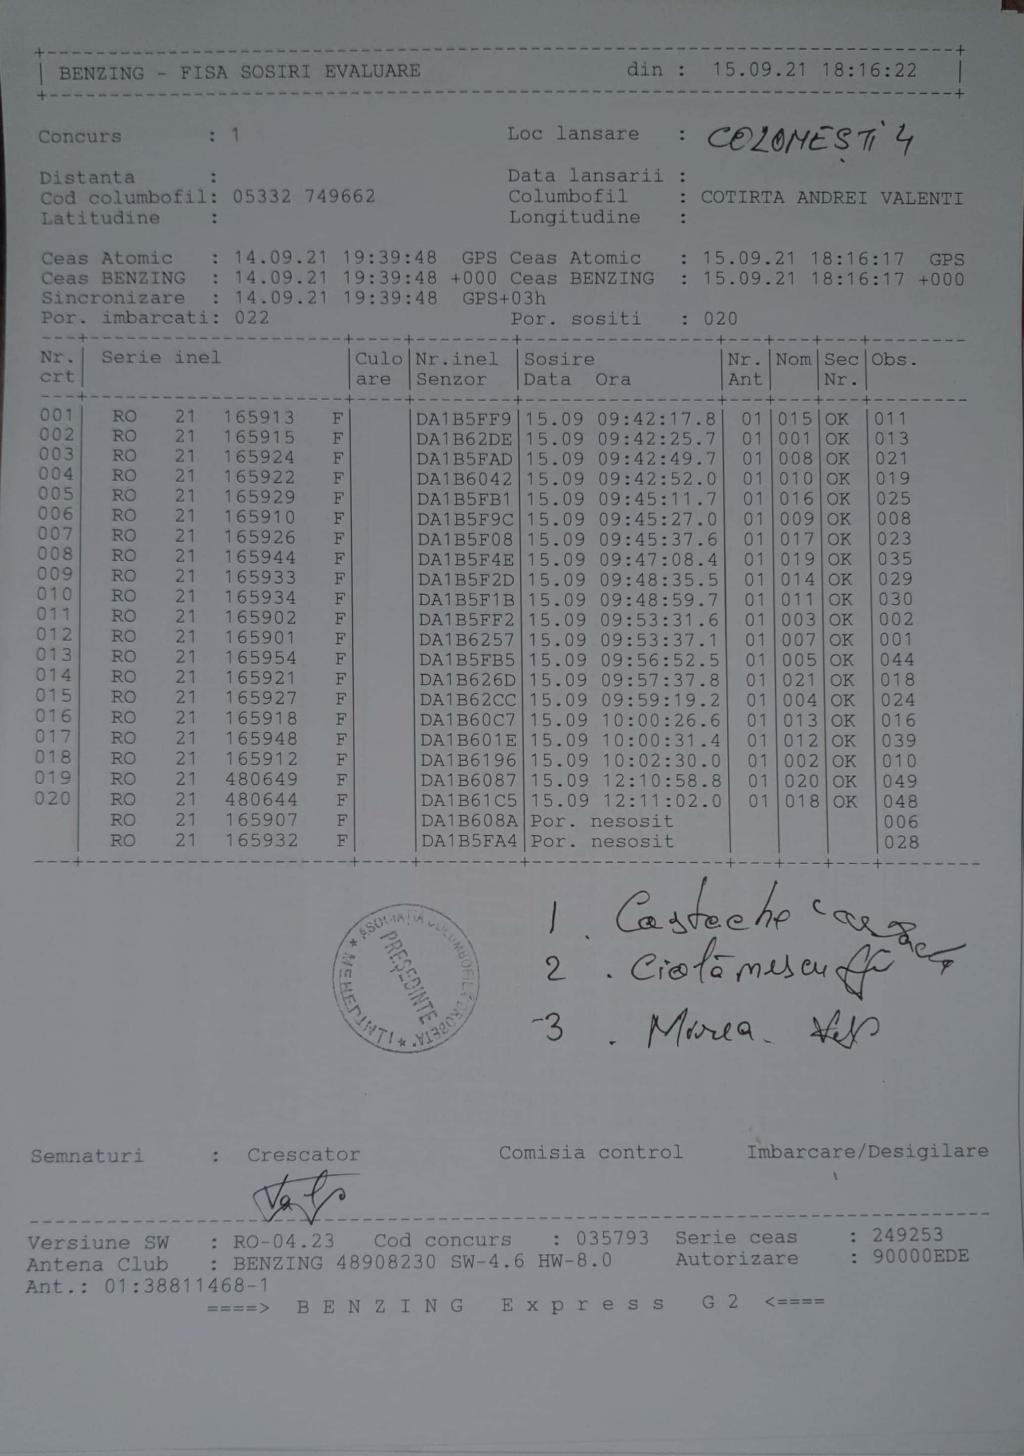 BENZING - FISA SOSIRI EVALUARE din : 15.09.21 18:16:22
Concurs : 1 Loc lansare : COLONEȘTI 4
Distanta : Data lansarii :
Cod columbofil: 05332 749662 Columbofil : COTIRTA ANDREI VALENTI
Latitudine : Longitudine :
Ceas Atomic : 14.09.21 19:39:48 GPS Ceas Atomic : 15.09.21 18:16:17 GPS
Ceas BENZING : 14.09.21 19:39:48 +000 Ceas BENZING : 15.09.21 18:16:17 +000
Sincronizare : 14.09.21 19:39:48 GPS+03h
Por. imbarcati: 022 Por. sositi : 020
Nr. Serie inel Culo Nr.inel Sosire Nr. Nom Sec Obs.
crt are Senzor Data Ora Ant Nr.
001 RO 21 165913 F DA1B5FF9 15.09 09:42:17.8 01 015 OK 011
002 RO 21 165915 F DA1B62DE 15.09 09:42:25.7 01 001 OK 013
003 RO 21 165924 F DA1B5FAD 15.09 09:42:49.7 01 008 OK 021
004 RO 21 165922 F DA1B6042 15.09 09:42:52.0 01 010 OK 019
005 RO 21 165929 F DA1B5FB1 15.09 09:45:11.7 01 016 OK 025
006 RO 21 165910 F DA1B5F9C 15.09 09:45:27.0 01 009 OK 008
007 RO 21 165926 F DA1B5F08 15.09 09:45:37.6 01 017 OK 023
008 RO 21 165944 F DA1B5F4E 15.09 09:47:08.4 01 019 OK 035
009 RO 21 165933 F DA1B5F2D 15.09 09:48:35.5 01 014 OK 029
010 RO 21 165934 F DA1B5F1B 15.09 09:48:59.7 01 011 OK 030
011 RO 21 165902 F DA1B5FF2 15.09 09:53:31.6 01 003 OK 002
012 RO 21 165901 F DA1B6257 15.09 09:53:37.1 01 007 OK 001
013 RO 21 165954 F DA1B5FB5 15.09 09:56:52.5 01 005 OK 044
014 RO 21 165921 F DA1B626D 15.09 09:57:37.8 01 021 OK 018
015 RO 21 165927 F DA1B62CC 15.09 09:59:19.2 01 004 OK 024
016 RO 21 165918 F DA1B60C7 15.09 10:00:26.6 01 013 OK 016
017 RO 21 165948 F DA1B601E 15.09 10:00:31.4 01 012 OK 039
018 RO 21 165912 F DA1B6196 15.09 10:02:30.0 01 002 OK 010
019 RO 21 480649 F DA1B6087 15.09 12:10:58.8 01 020 OK 049
020 RO 21 480644 F DA1B61C5 15.09 12:11:02.0 01 018 OK 048
RO 21 165907 F DA1B608A Por. nesosit 006
RO 21 165932 F DA1B5FA4 Por. nesosit 028
ASOCIAȚIA COLUMBOFILĂ DROBETA
PREȘEDINTE
MEHEDINȚI
1.
2.
3. Mirea
Semnaturi : Crescator Comisia control Imbarcare/Desigilare
Versiune SW : RO-04.23 Cod concurs : 035793 Serie ceas : 249253
Antena Club : BENZING 48908230 SW-4.6 HW-8.0 Autorizare : 90000EDE
Ant.: 01:38811468-1
====> B E N Z I N G E x p r e s s G 2 <====